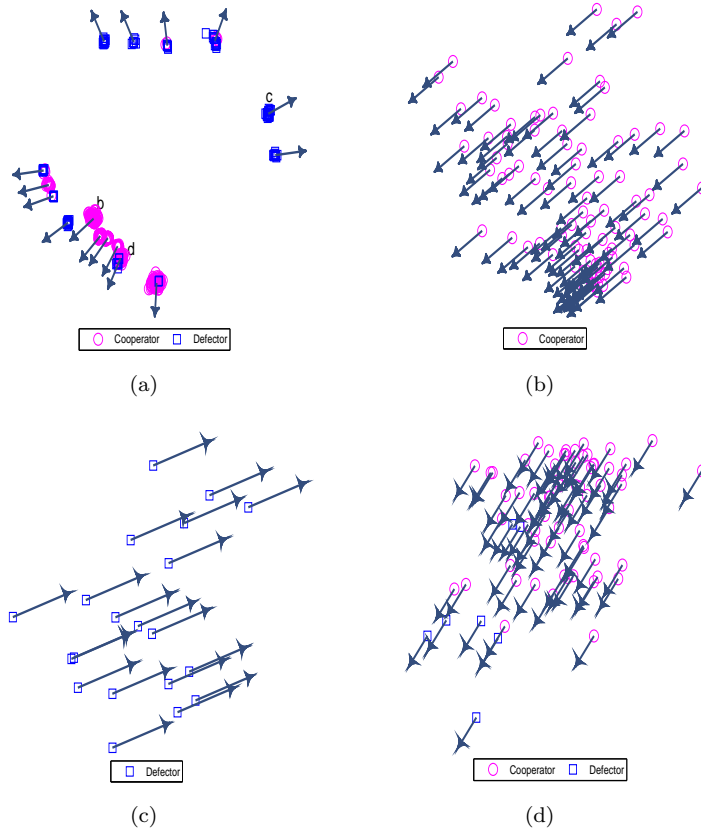 c
b
d
Cooperator Defector
(a)
Cooperator
(b)
Defector
(c)
Cooperator Defector
(d)